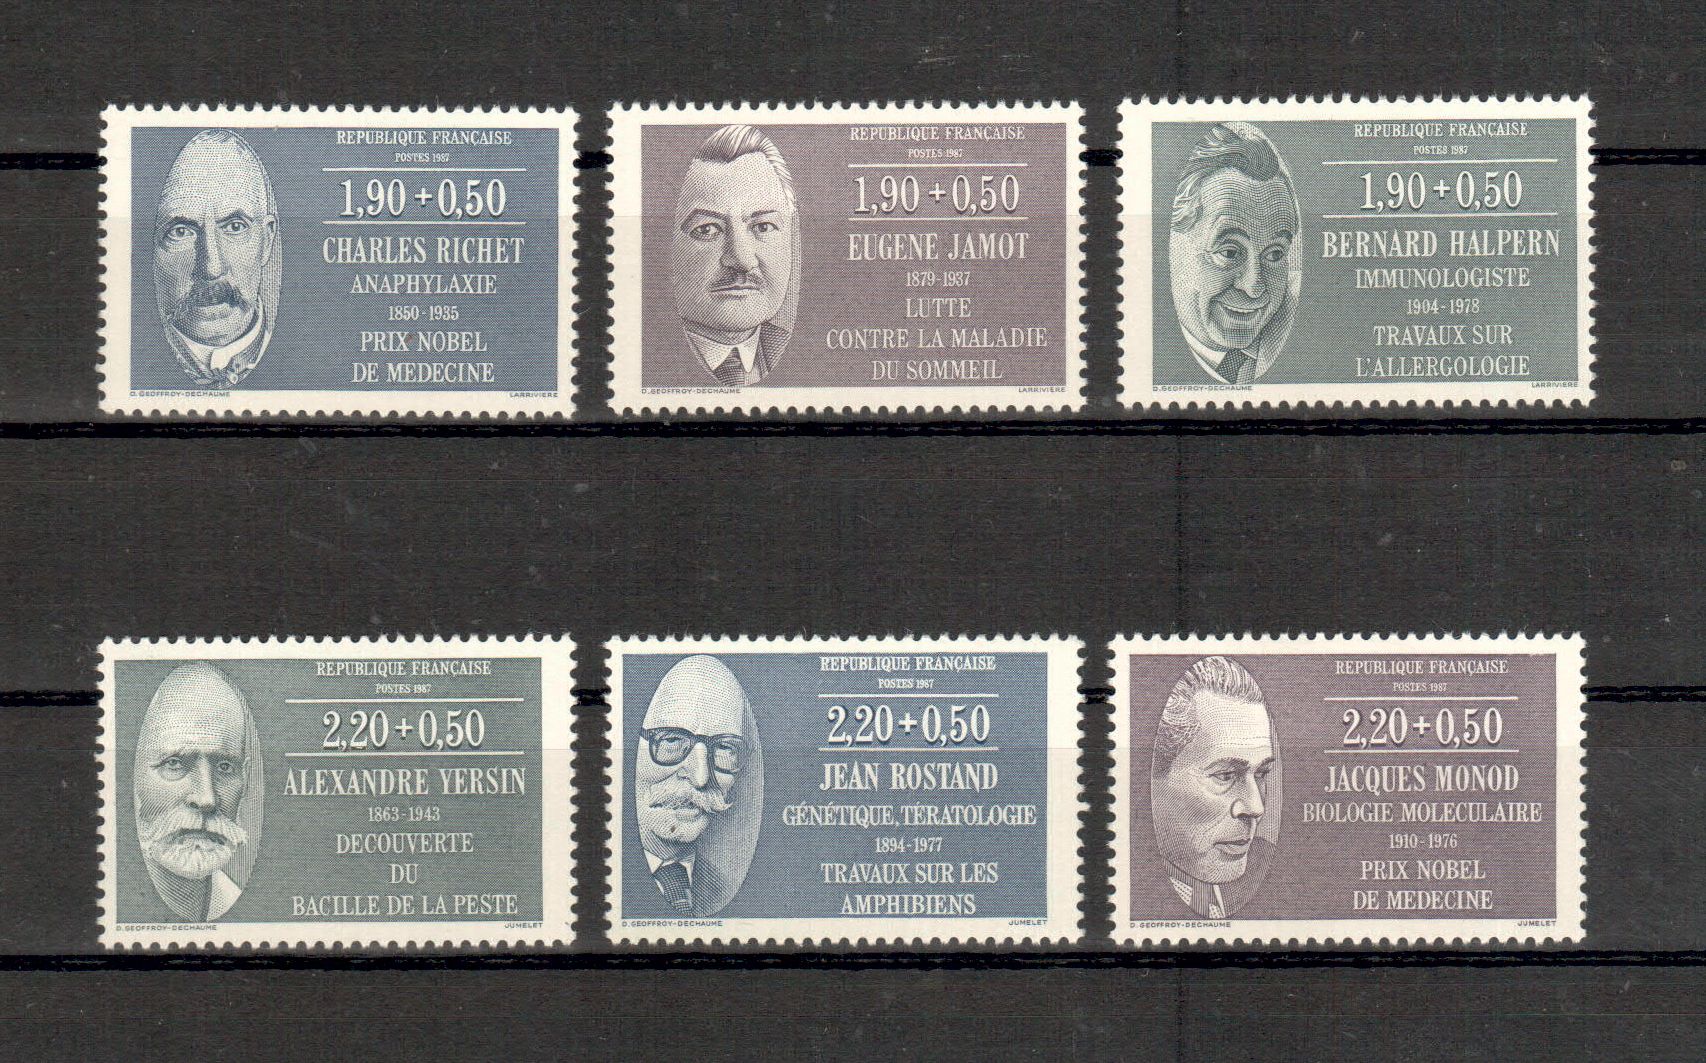 REPUBLIQUE FRANÇAISE
POSTES 1987
1,90 + 0,50
CHARLES RICHET
ANAPHYLAXIE
1850 - 1935
PRIX NOBEL
DE MEDECINE
D. GEOFFROY-DECHAUME
LARRIVIÈRE
REPUBLIQUE FRANÇAISE
POSTES 1987
1,90 + 0,50
EUGENE JAMOT
1879-1937
LUTTE
CONTRE LA MALADIE
DU SOMMEIL
D. GEOFFROY-DECHAUME
LARRIVIÈRE
REPUBLIQUE FRANÇAISE
POSTES 1987
1,90 + 0,50
BERNARD HALPERN
IMMUNOLOGISTE
1904 - 1978
TRAVAUX SUR
L'ALLERGOLOGIE
D. GEOFFROY-DECHAUME
LARRIVIÈRE
REPUBLIQUE FRANÇAISE
POSTES 1987
2,20 + 0,50
ALEXANDRE YERSIN
1863 - 1943
DECOUVERTE
DU
BACILLE DE LA PESTE
D. GEOFFROY-DECHAUME
JUMELET
REPUBLIQUE FRANÇAISE
POSTES 1987
2,20 + 0,50
JEAN ROSTAND
GÉNÉTIQUE, TÉRATOLOGIE
1894 - 1977
TRAVAUX SUR LES
AMPHIBIENS
D. GEOFFROY-DECHAUME
JUMELET
REPUBLIQUE FRANÇAISE
POSTES 1987
2,20 + 0,50
JACQUES MONOD
BIOLOGIE MOLECULAIRE
1910 - 1976
PRIX NOBEL
DE MEDECINE
D. GEOFFROY-DECHAUME
JUMELET